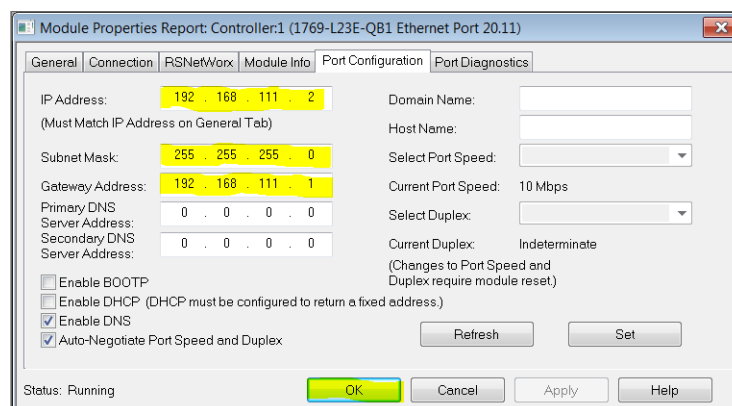 Module Properties Report: Controller:1 (1769-L23E-QB1 Ethernet Port 20.11)
General Connection RSNetWorx Module Info Port Configuration Port Diagnostics
IP Address: 192 . 168 . 111 . 2
(Must Match IP Address on General Tab)
Subnet Mask: 255 . 255 . 255 . 0
Gateway Address: 192 . 168 . 111 . 1
Primary DNS
Server Address: 0 . 0 . 0 . 0
Secondary DNS
Server Address: 0 . 0 . 0 . 0
Enable BOOTP
Enable DHCP (DHCP must be configured to return a fixed address.)
Enable DNS
Auto-Negotiate Port Speed and Duplex
Domain Name:
Host Name:
Select Port Speed:
Current Port Speed: 10 Mbps
Select Duplex:
Current Duplex: Indeterminate
(Changes to Port Speed and
Duplex require module reset.)
Refresh Set
Status: Running OK Cancel Apply Help